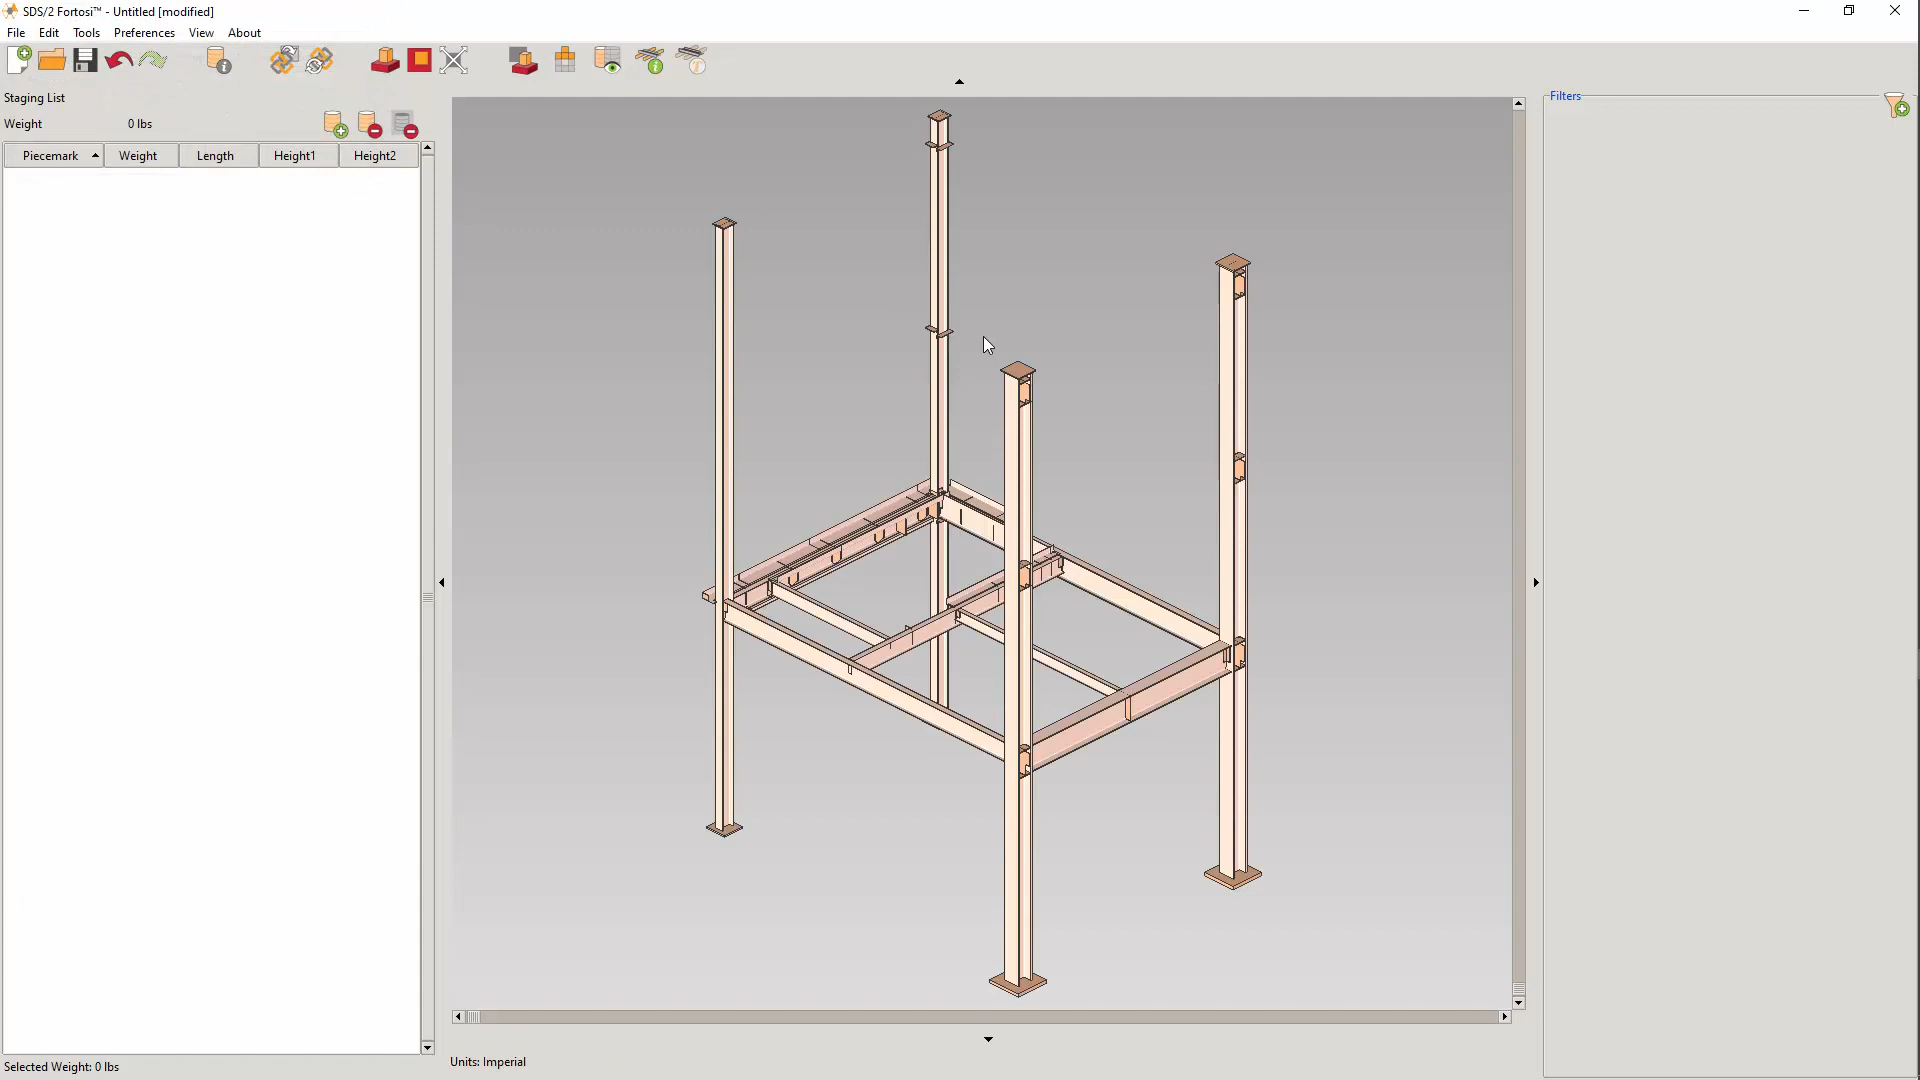 SDS/2 Fortosi™ - Untitled [modified]
File Edit Tools Preferences View About
Staging List
Weight 0 lbs
Piecemark Weight Length Height1 Height2
Filters
Selected Weight: 0 lbs
Units: Imperial